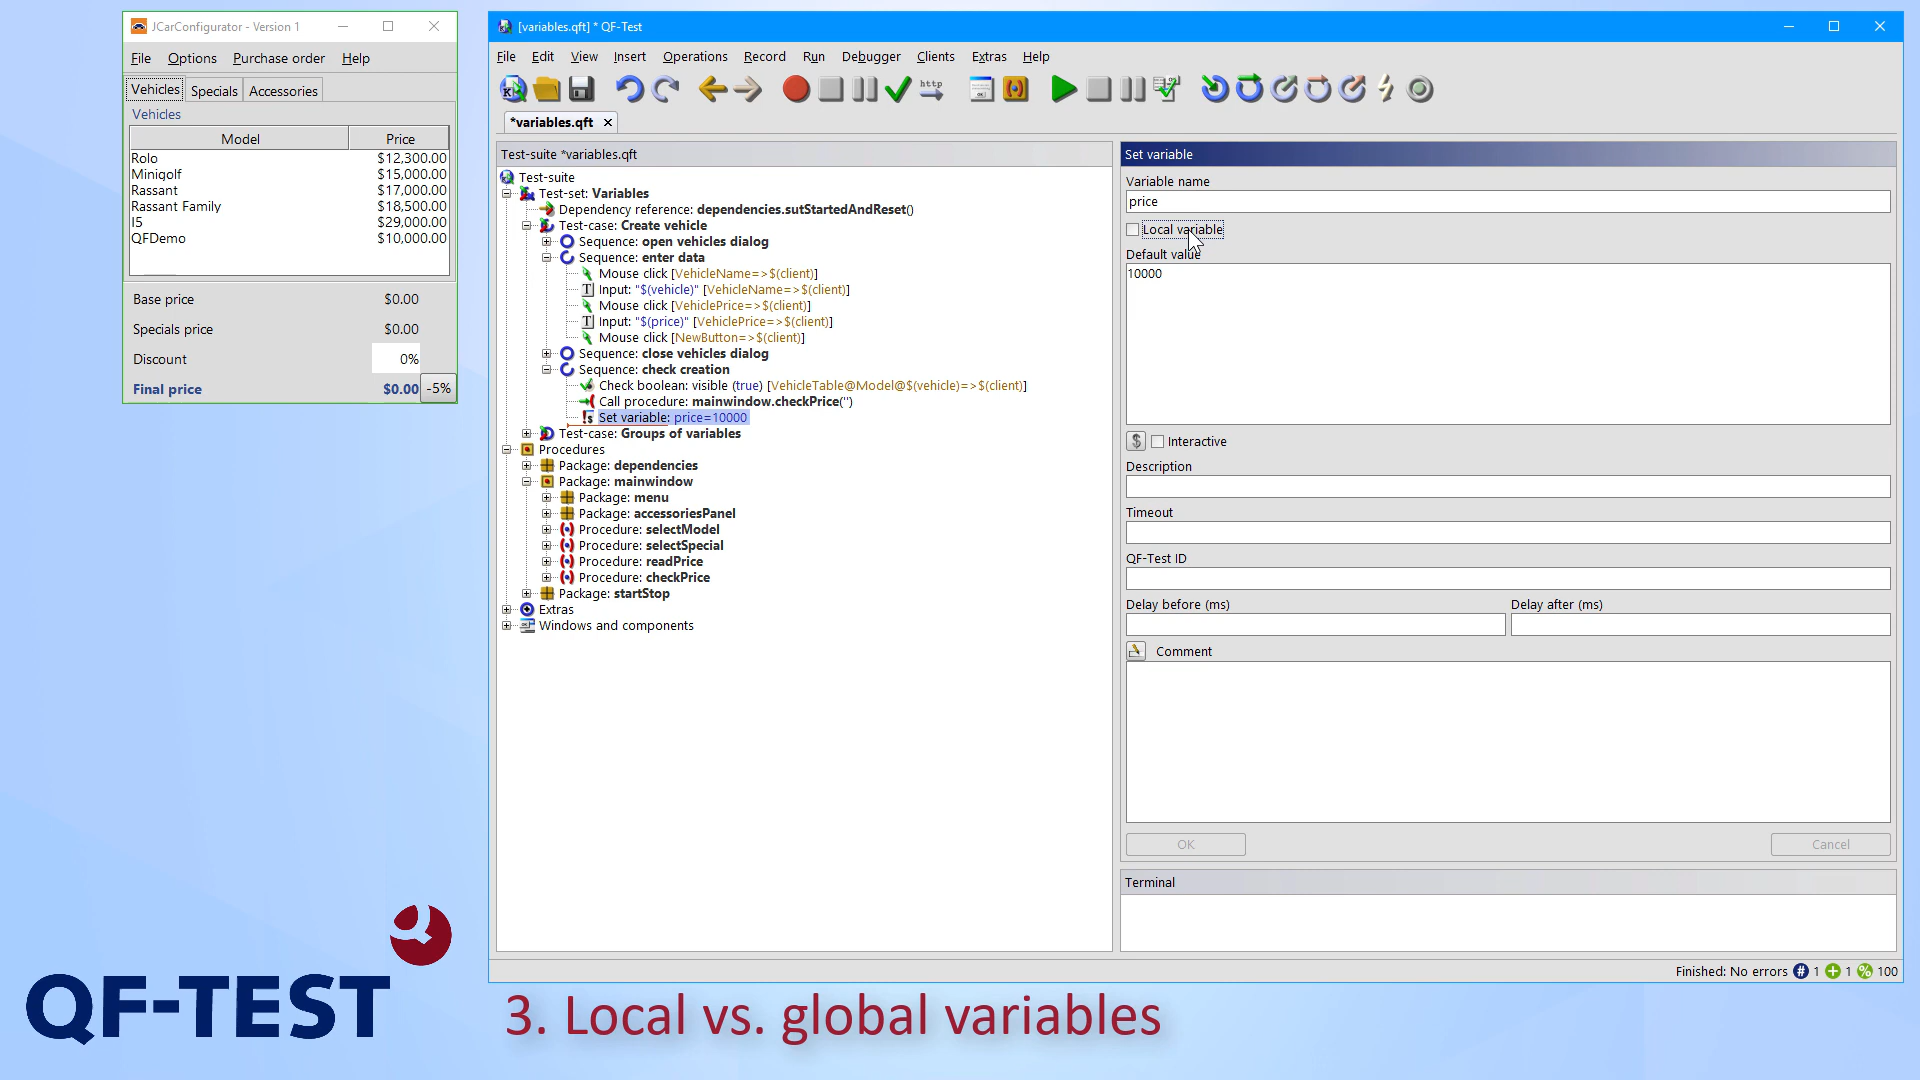 JCarConfigurator - Version 1
File Options Purchase order Help
Vehicles Specials Accessories
Vehicles
Model Price
Rolo $12,300.00
Minigolf $15,000.00
Rassant $17,000.00
Rassant Family $18,500.00
I5 $29,000.00
QFDemo $10,000.00
Base price $0.00
Specials price $0.00
Discount 0%
Final price $0.00 -5%
[variables.qft] * QF-Test
File Edit View Insert Operations Record Run Debugger Clients Extras Help
http
*variables.qft
Test-suite *variables.qft
Test-suite
Test-set: Variables
Dependency reference: dependencies.sutStartedAndReset()
Test-case: Create vehicle
Sequence: open vehicles dialog
Sequence: enter data
Mouse click [VehicleName=>$(client)]
Input: "$(vehicle)" [VehicleName=>$(client)]
Mouse click [VehiclePrice=>$(client)]
Input: "$(price)" [VehiclePrice=>$(client)]
Mouse click [NewButton=>$(client)]
Sequence: close vehicles dialog
Sequence: check creation
Check boolean: visible (true) [VehicleTable@Model@$(vehicle)=>$(client)]
Call procedure: mainwindow.checkPrice('')
Set variable: price=10000
Test-case: Groups of variables
Procedures
Package: dependencies
Package: mainwindow
Package: menu
Package: accessoriesPanel
Procedure: selectModel
Procedure: selectSpecial
Procedure: readPrice
Procedure: checkPrice
Package: startStop
Extras
Windows and components
Set variable
Variable name
price
Local variable
Default value
10000
$ Interactive
Description
Timeout
QF-Test ID
Delay before (ms) Delay after (ms)
Comment
OK Cancel
Terminal
Finished: No errors # 1 + 1 % 100
QF-TEST
3. Local vs. global variables